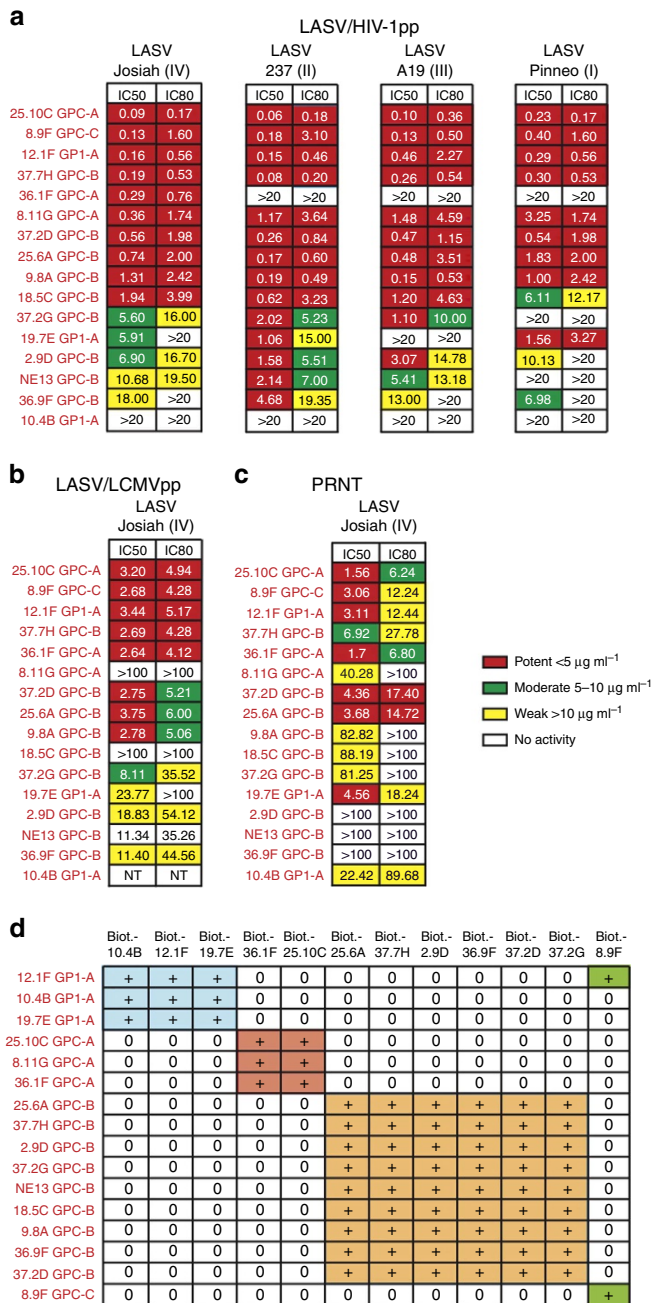 a
LASV/HIV-1pp
LASV Josiah (IV) LASV 237 (II) LASV A19 (III) LASV Pinneo (I)
IC50 IC80 IC50 IC80 IC50 IC80 IC50 IC80
25.10C GPC-A 0.09 0.17 0.06 0.18 0.10 0.36 0.23 0.17
8.9F GPC-C 0.13 1.60 0.18 3.10 0.13 0.50 0.40 1.60
12.1F GP1-A 0.16 0.56 0.15 0.46 0.46 2.27 0.29 0.56
37.7H GPC-B 0.19 0.53 0.08 0.20 0.26 0.54 0.30 0.53
36.1F GPC-A 0.29 0.76 >20 >20 >20 >20 >20 >20
8.11G GPC-A 0.36 1.74 1.17 3.64 1.48 4.59 3.25 1.74
37.2D GPC-B 0.56 1.98 0.26 0.84 0.47 1.15 0.54 1.98
25.6A GPC-B 0.74 2.00 0.17 0.60 0.48 3.51 1.83 2.00
9.8A GPC-B 1.31 2.42 0.19 0.49 0.15 0.53 1.00 2.42
18.5C GPC-B 1.94 3.99 0.62 3.23 1.20 4.63 6.11 12.17
37.2G GPC-B 5.60 16.00 2.02 5.23 1.10 10.00 >20 >20
19.7E GP1-A 5.91 >20 1.06 15.00 >20 >20 1.56 3.27
2.9D GPC-B 6.90 16.70 1.58 5.51 3.07 14.78 10.13 >20
NE13 GPC-B 10.68 19.50 2.14 7.00 5.41 13.18 >20 >20
36.9F GPC-B 18.00 >20 4.68 19.35 13.00 >20 6.98 >20
10.4B GP1-A >20 >20 >20 >20 >20 >20 >20 >20
b
LASV/LCMVpp
LASV
Josiah (IV)
IC50 IC80
25.10C GPC-A 3.20 4.94
8.9F GPC-C 2.68 4.28
12.1F GP1-A 3.44 5.17
37.7H GPC-B 2.69 4.28
36.1F GPC-A 2.64 4.12
8.11G GPC-A >100 >100
37.2D GPC-B 2.75 5.21
25.6A GPC-B 3.75 6.00
9.8A GPC-B 2.78 5.06
18.5C GPC-B >100 >100
37.2G GPC-B 8.11 35.52
19.7E GP1-A 23.77 >100
2.9D GPC-B 18.83 54.12
NE13 GPC-B 11.34 35.26
36.9F GPC-B 11.40 44.56
10.4B GP1-A NT NT
c
PRNT
LASV
Josiah (IV)
IC50 IC80
25.10C GPC-A 1.56 6.24
8.9F GPC-C 3.06 12.24
12.1F GP1-A 3.11 12.44
37.7H GPC-B 6.92 27.78
36.1F GPC-A 1.7 6.80
8.11G GPC-A 40.28 >100
37.2D GPC-B 4.36 17.40
25.6A GPC-B 3.68 14.72
9.8A GPC-B 82.82 >100
18.5C GPC-B 88.19 >100
37.2G GPC-B 81.25 >100
19.7E GP1-A 4.56 18.24
2.9D GPC-B >100 >100
NE13 GPC-B >100 >100
36.9F GPC-B >100 >100
10.4B GP1-A 22.42 89.68
Potent <5 μg ml⁻¹
Moderate 5–10 μg ml⁻¹
Weak >10 μg ml⁻¹
No activity
d
Biot.-10.4B Biot.-12.1F Biot.-19.7E Biot.-36.1F Biot.-25.10C Biot.-25.6A Biot.-37.7H Biot.-2.9D Biot.-36.9F Biot.-37.2D Biot.-37.2G Biot.-8.9F
12.1F GP1-A + + + 0 0 0 0 0 0 0 0 +
10.4B GP1-A + + + 0 0 0 0 0 0 0 0 0
19.7E GP1-A + + + 0 0 0 0 0 0 0 0 0
25.10C GPC-A 0 0 0 + + 0 0 0 0 0 0 0
8.11G GPC-A 0 0 0 + + 0 0 0 0 0 0 0
36.1F GPC-A 0 0 0 + + 0 0 0 0 0 0 0
25.6A GPC-B 0 0 0 0 0 + + + + + + 0
37.7H GPC-B 0 0 0 0 0 + + + + + + 0
2.9D GPC-B 0 0 0 0 0 + + + + + + 0
37.2G GPC-B 0 0 0 0 0 + + + + + + 0
NE13 GPC-B 0 0 0 0 0 + + + + + + 0
18.5C GPC-B 0 0 0 0 0 + + + + + + 0
9.8A GPC-B 0 0 0 0 0 + + + + + + 0
36.9F GPC-B 0 0 0 0 0 + + + + + + 0
37.2D GPC-B 0 0 0 0 0 + + + + + + 0
8.9F GPC-C 0 0 0 0 0 0 0 0 0 0 0 +